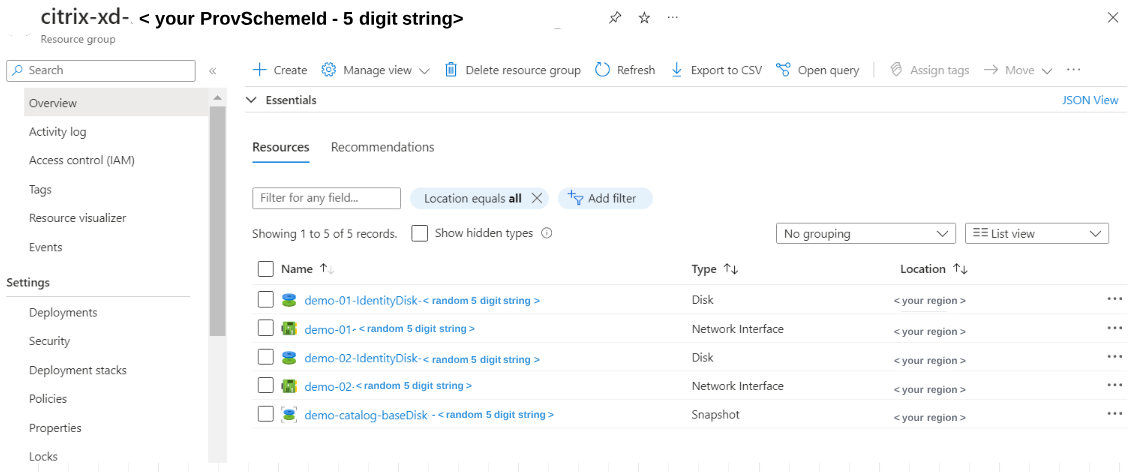 citrix-xd- < your ProvSchemeId - 5 digit string>
Resource group
Search
Create Manage view Delete resource group Refresh Export to CSV Open query Assign tags Move
Overview
Essentials JSON View
Activity log
Access control (IAM)
Resources Recommendations
Tags
Filter for any field... Location equals all Add filter
Resource visualizer
Showing 1 to 5 of 5 records. Show hidden types No grouping List view
Events
Name Type Location
Settings
demo-01-IdentityDisk-< random 5 digit string > Disk < your region >
Deployments
demo-01-< random 5 digit string > Network Interface < your region >
Security
demo-02-IdentityDisk-< random 5 digit string > Disk < your region >
Deployment stacks
demo-02-< random 5 digit string > Network Interface < your region >
Policies
demo-catalog-baseDisk - < random 5 digit string > Snapshot < your region >
Properties
Locks